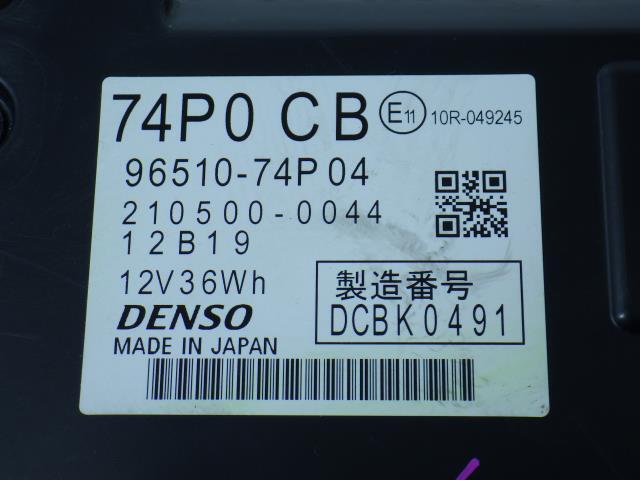 74P0 CB E11 10R-049245
96510-74P04
210500-0044
12B19
12V36Wh
DENSO
MADE IN JAPAN
製造番号
DCBK0491